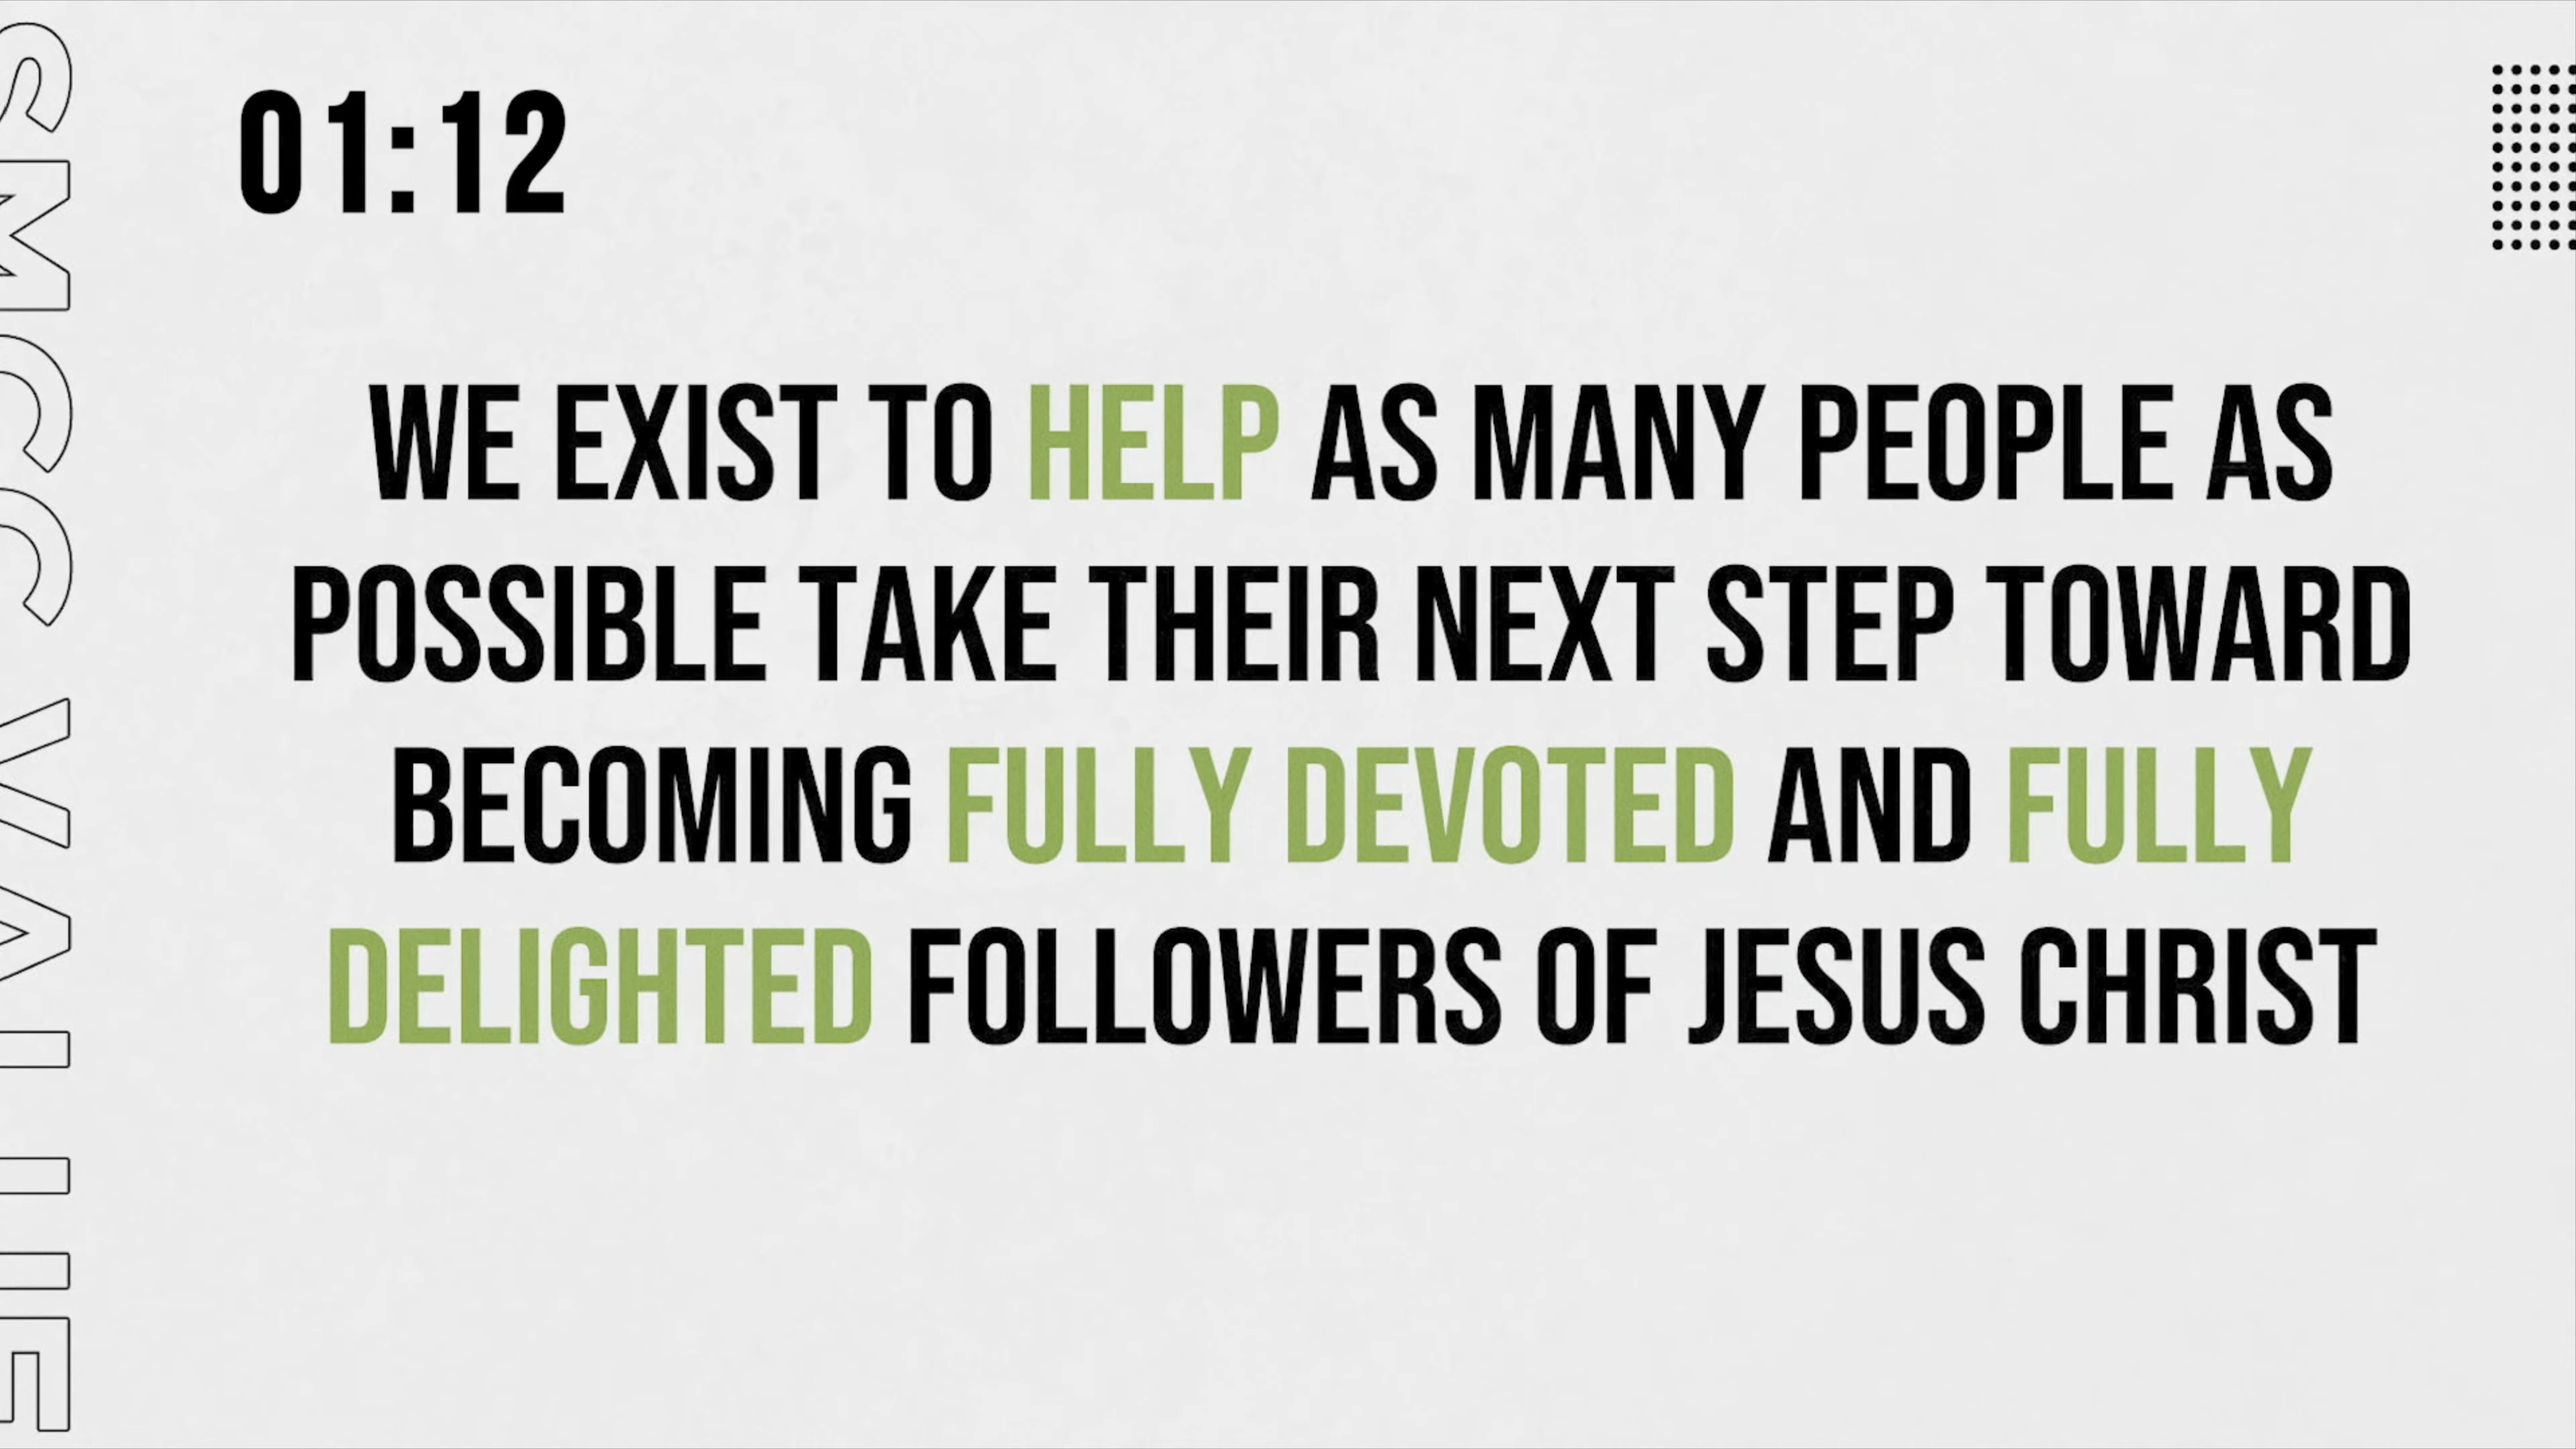 01:12
WE EXIST TO HELP AS MANY PEOPLE AS
POSSIBLE TAKE THEIR NEXT STEP TOWARD
BECOMING FULLY DEVOTED AND FULLY
DELIGHTED FOLLOWERS OF JESUS CHRIST
SMCC VALUE